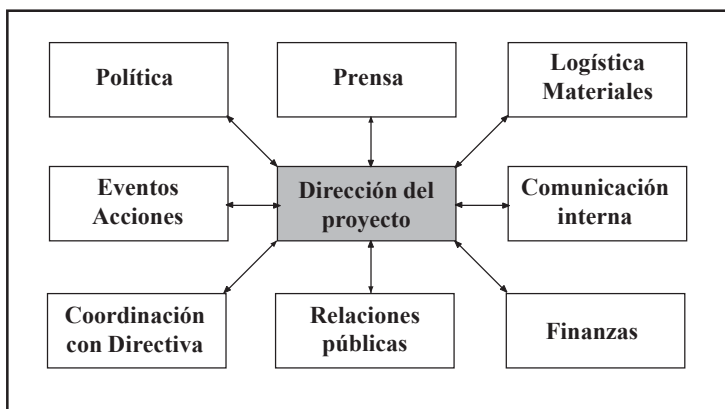 Política
Prensa
Logística
Materiales
Eventos
Acciones
Dirección del
proyecto
Comunicación
interna
Coordinación
con Directiva
Relaciones
públicas
Finanzas